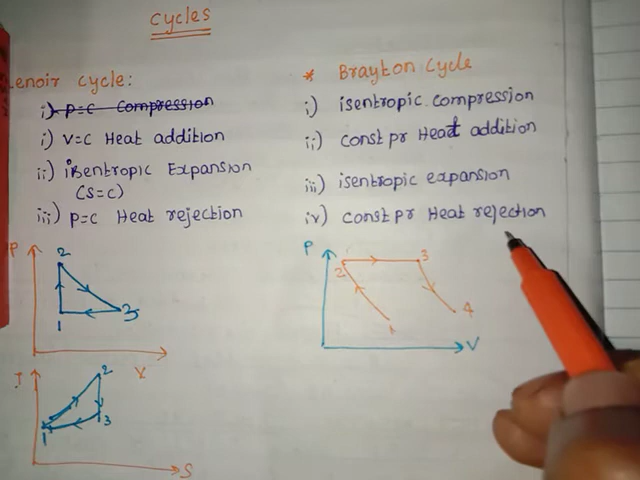 Cycles
Lenoir Cycle:
i) p=c Compression
i) V=C Heat addition
ii) isentropic Expansion
(S=C)
iii) p=c Heat rejection
P
2
1
3
V
T
2
3
1
S
* Brayton Cycle
i) isentropic compression
ii) const pr Heat addition
iii) isentropic expansion
iv) const pr Heat rejection
P
2
3
1
4
V